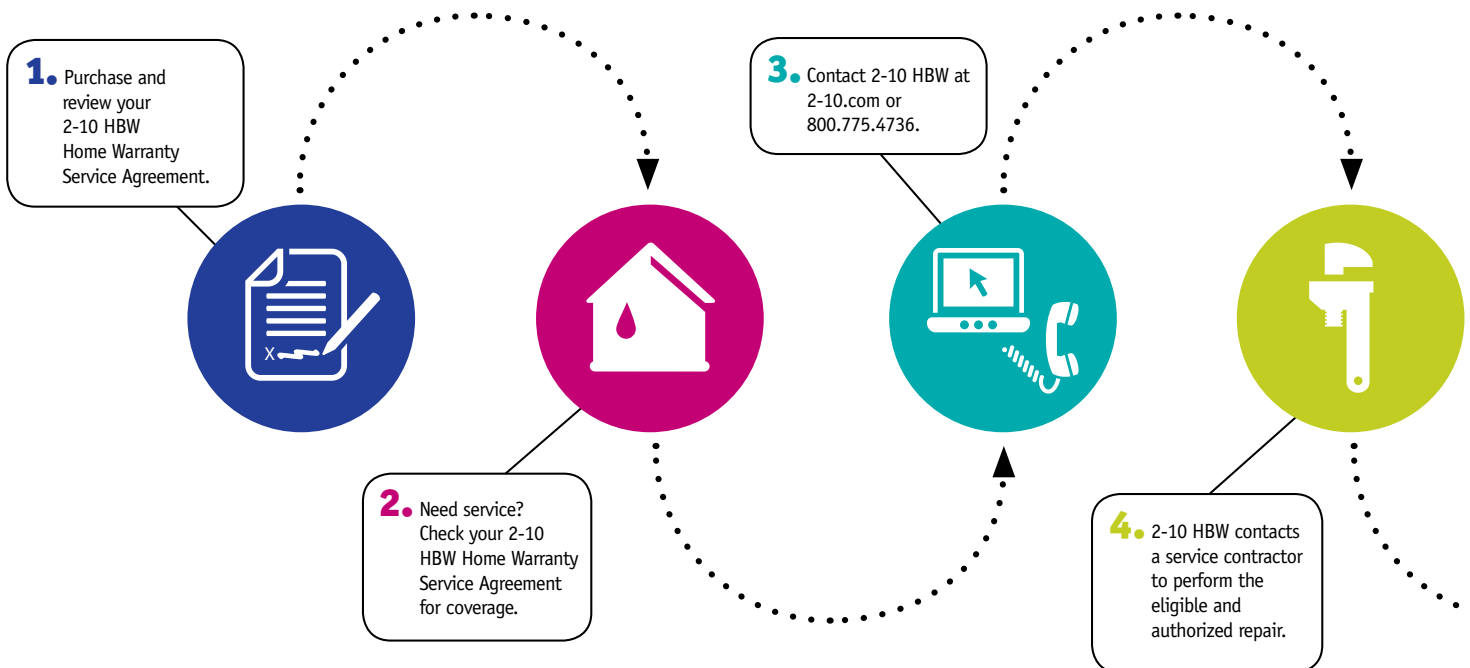 1. Purchase and
review your
2-10 HBW
Home Warranty
Service Agreement.
X
2. Need service?
Check your 2-10
HBW Home Warranty
Service Agreement
for coverage.
3. Contact 2-10 HBW at
2-10.com or
800.775.4736.
4. 2-10 HBW contacts
a service contractor
to perform the
eligible and
authorized repair.